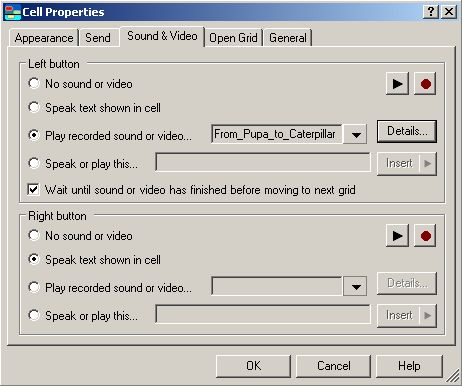 Cell Properties
Appearance Send Sound & Video Open Grid General
Left button
No sound or video
Speak text shown in cell
Play recorded sound or video... From_Pupa_to_Caterpillar Details...
Speak or play this... Insert
Wait until sound or video has finished before moving to next grid
Right button
No sound or video
Speak text shown in cell
Play recorded sound or video... Details...
Speak or play this... Insert
OK Cancel Help